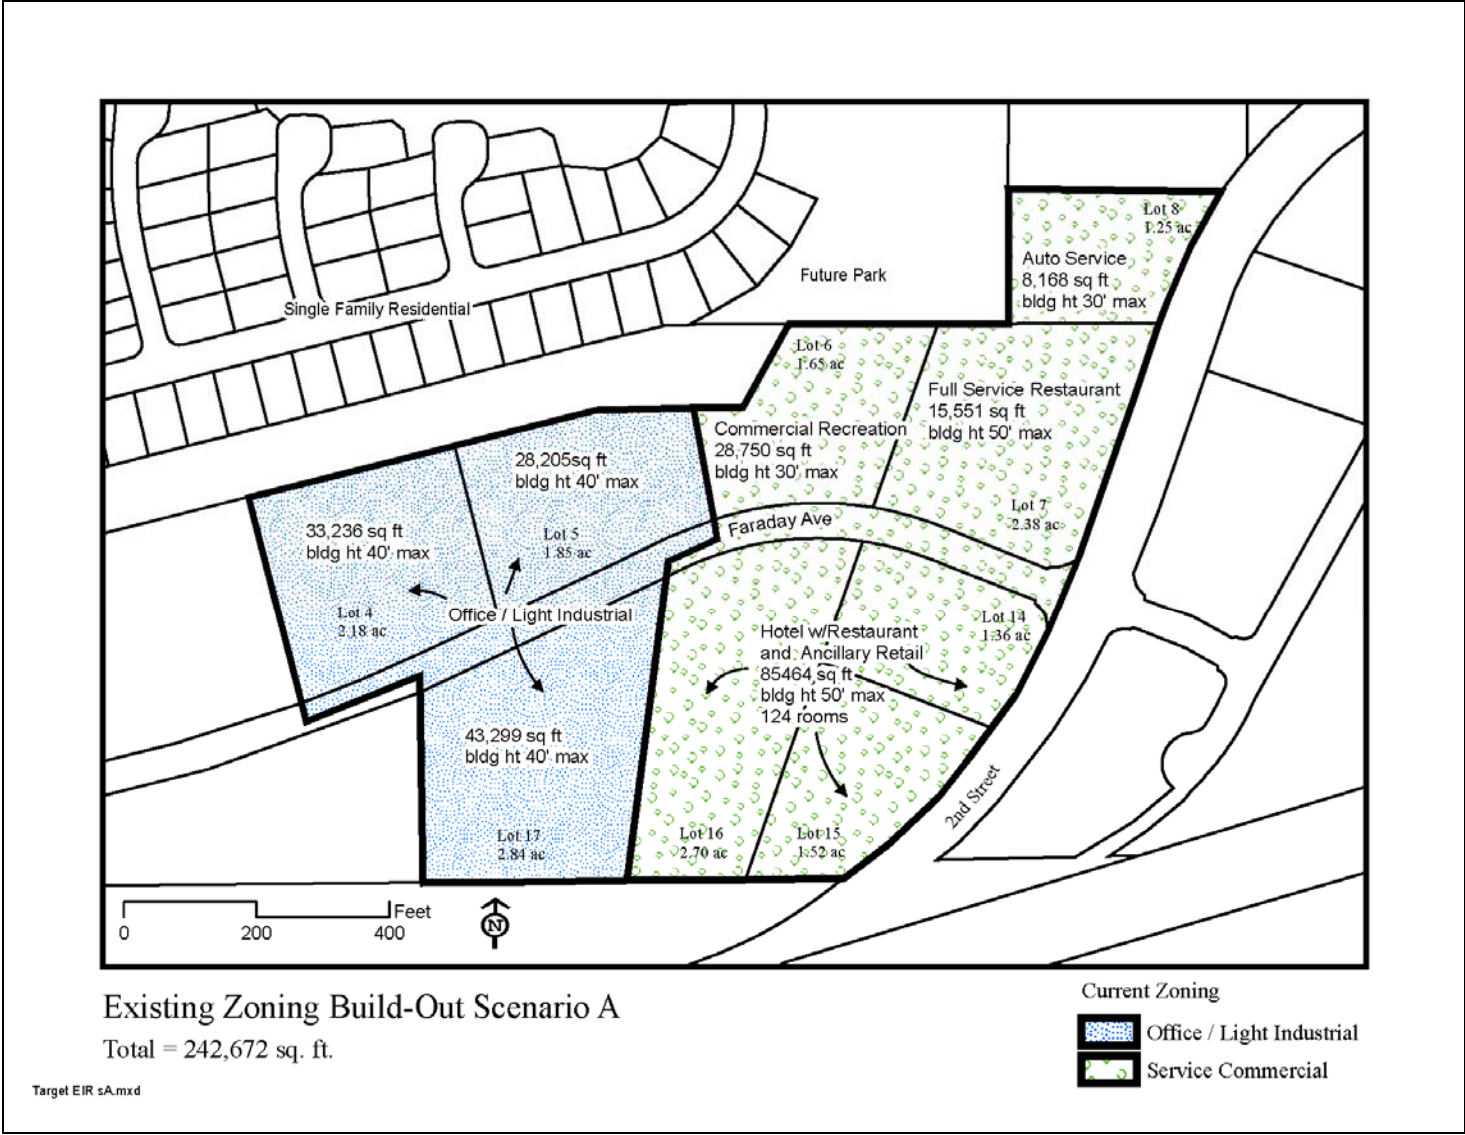 Lot 8
1.25 ac
Auto Service
8,168 sq ft
bldg ht 30' max
Future Park
Single Family Residential
Lot 6
1.65 ac
Full Service Restaurant
15,551 sq ft
bldg ht 50' max
Commercial Recreation
28,750 sq ft
bldg ht 30' max
28,205sq ft
bldg ht 40' max
Lot 7
2.38 ac
Faraday Ave
33,236 sq ft
bldg ht 40' max
Lot 5
1.85 ac
Lot 4
2.18 ac
Office / Light Industrial
Lot 14
1.36 ac
Hotel w/Restaurant
and Ancillary Retail
85464 sq ft
bldg ht 50' max
124 rooms
43,299 sq ft
bldg ht 40' max
2nd Street
Lot 17
2.84 ac
Lot 16
2.70 ac
Lot 15
1.52 ac
Feet
0 200 400
N
Existing Zoning Build-Out Scenario A
Total = 242,672 sq. ft.
Current Zoning
Office / Light Industrial
Service Commercial
Target EIR sA.mxd